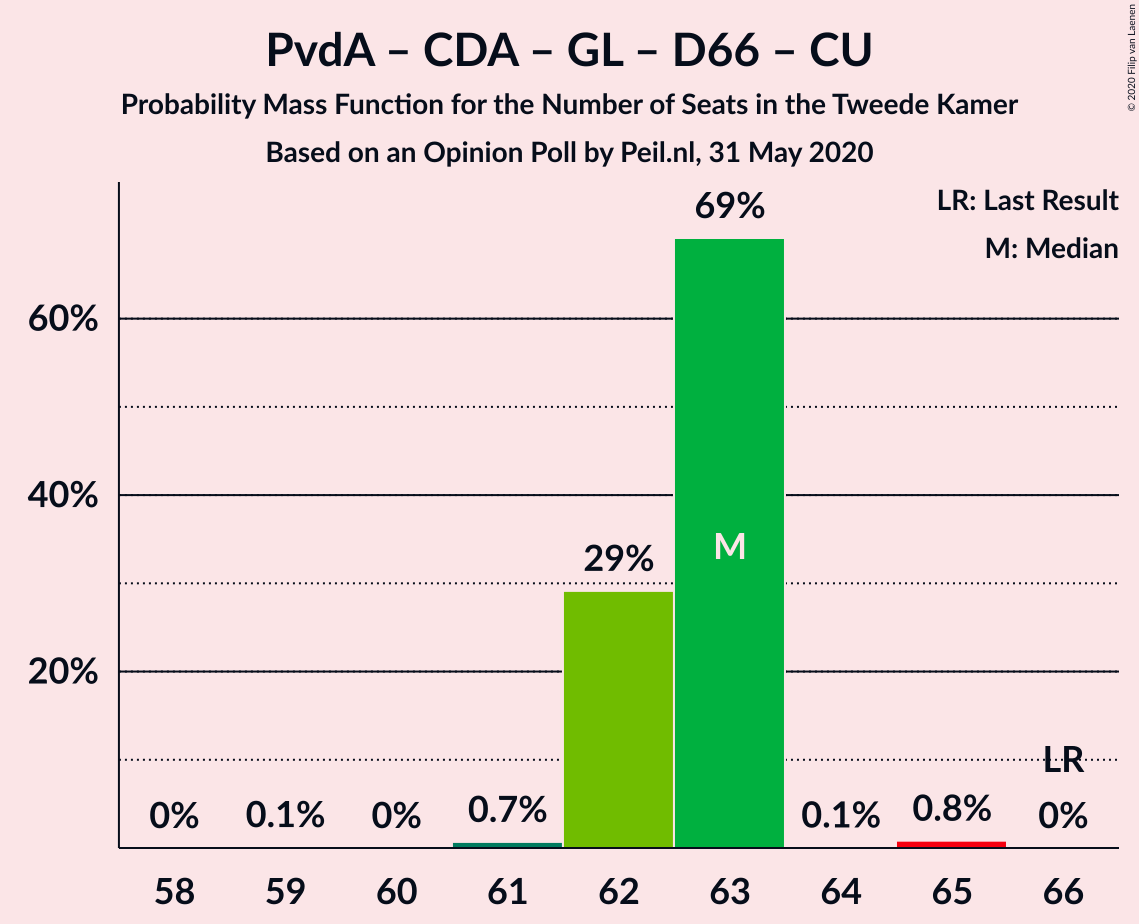 PvdA – CDA – GL – D66 – CU
Probability Mass Function for the Number of Seats in the Tweede Kamer
Based on an Opinion Poll by Peil.nl, 31 May 2020
© 2020 Filip van Laenen
LR: Last Result
M: Median
69%
60%
40%
M
29%
20%
LR
0% 0.1% 0% 0.7% 0.1% 0.8% 0%
58 59 60 61 62 63 64 65 66